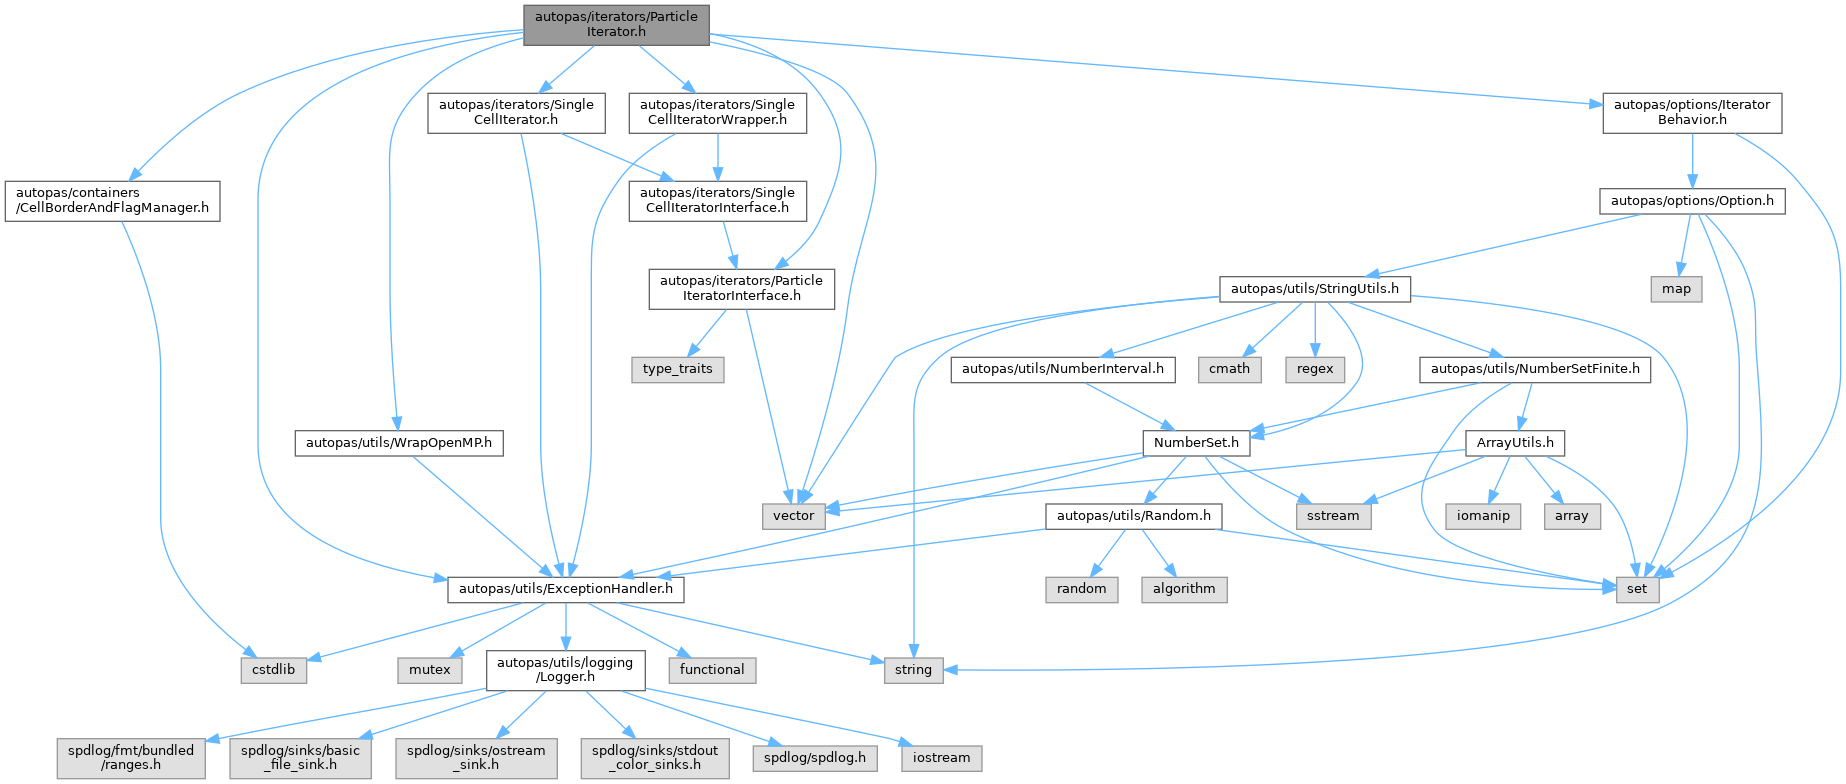 autopas/iterators/Particle
Iterator.h
autopas/iterators/Single
CellIterator.h
autopas/iterators/Single
CellIteratorWrapper.h
autopas/options/Iterator
Behavior.h
autopas/containers
/CellBorderAndFlagManager.h
autopas/iterators/Single
CellIteratorInterface.h
autopas/options/Option.h
autopas/iterators/Particle
IteratorInterface.h
autopas/utils/StringUtils.h
map
type_traits
autopas/utils/NumberInterval.h
cmath
regex
autopas/utils/NumberSetFinite.h
autopas/utils/WrapOpenMP.h
NumberSet.h
ArrayUtils.h
vector
autopas/utils/Random.h
sstream
iomanip
array
autopas/utils/ExceptionHandler.h
random
algorithm
set
cstdlib
mutex
autopas/utils/logging
/Logger.h
functional
string
spdlog/fmt/bundled
/ranges.h
spdlog/sinks/basic
_file_sink.h
spdlog/sinks/ostream
_sink.h
spdlog/sinks/stdout
_color_sinks.h
spdlog/spdlog.h
iostream